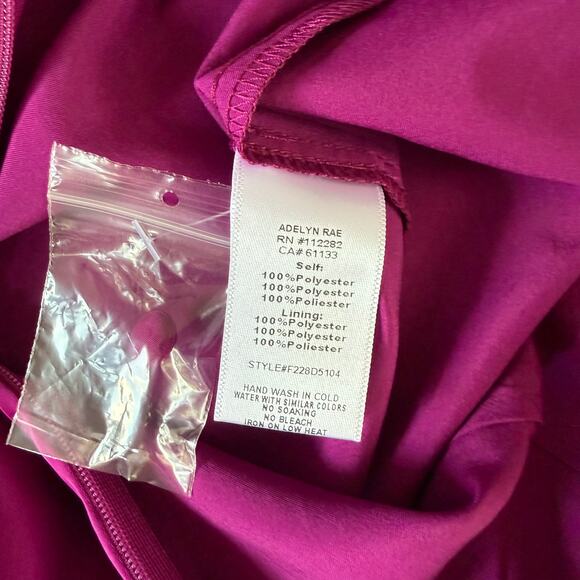 ADELYN RAE
RN #112282
CA# 61133
Self:
100%Polyester
100%Polyester
100%Poliester
Lining:
100%Polyester
100%Polyester
100%Poliester
STYLE#F228D5104
HAND WASH IN COLD
WATER WITH SIMILAR COLORS
NO SOAKING
NO BLEACH
IRON ON LOW HEAT